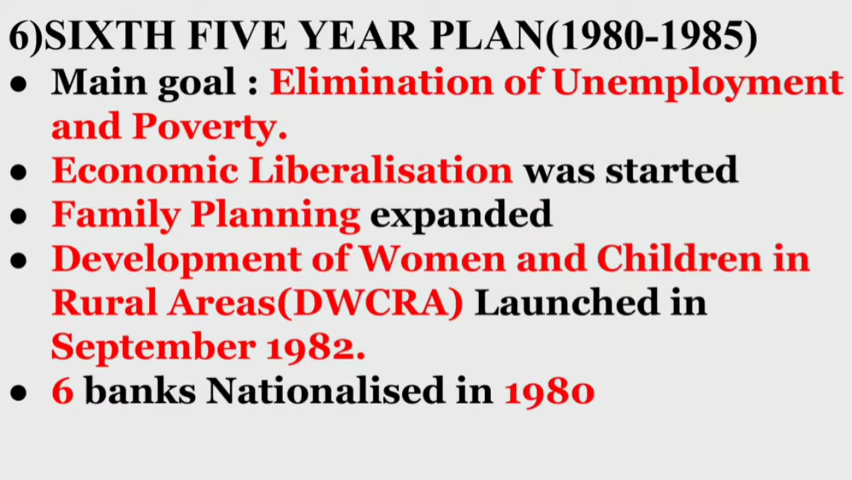 6)SIXTH FIVE YEAR PLAN(1980-1985)
● Main goal : Elimination of Unemployment
and Poverty.
● Economic Liberalisation was started
● Family Planning expanded
● Development of Women and Children in
Rural Areas(DWCRA) Launched in
September 1982.
● 6 banks Nationalised in 1980